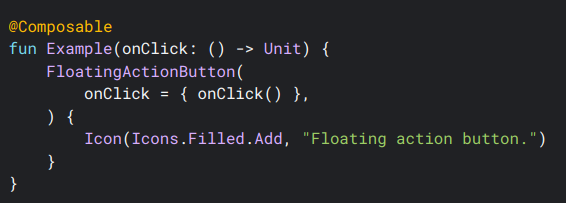 @Composable
fun Example(onClick: () -> Unit) {
    FloatingActionButton(
        onClick = { onClick() },
    ) {
        Icon(Icons.Filled.Add, "Floating action button.")
    }
}